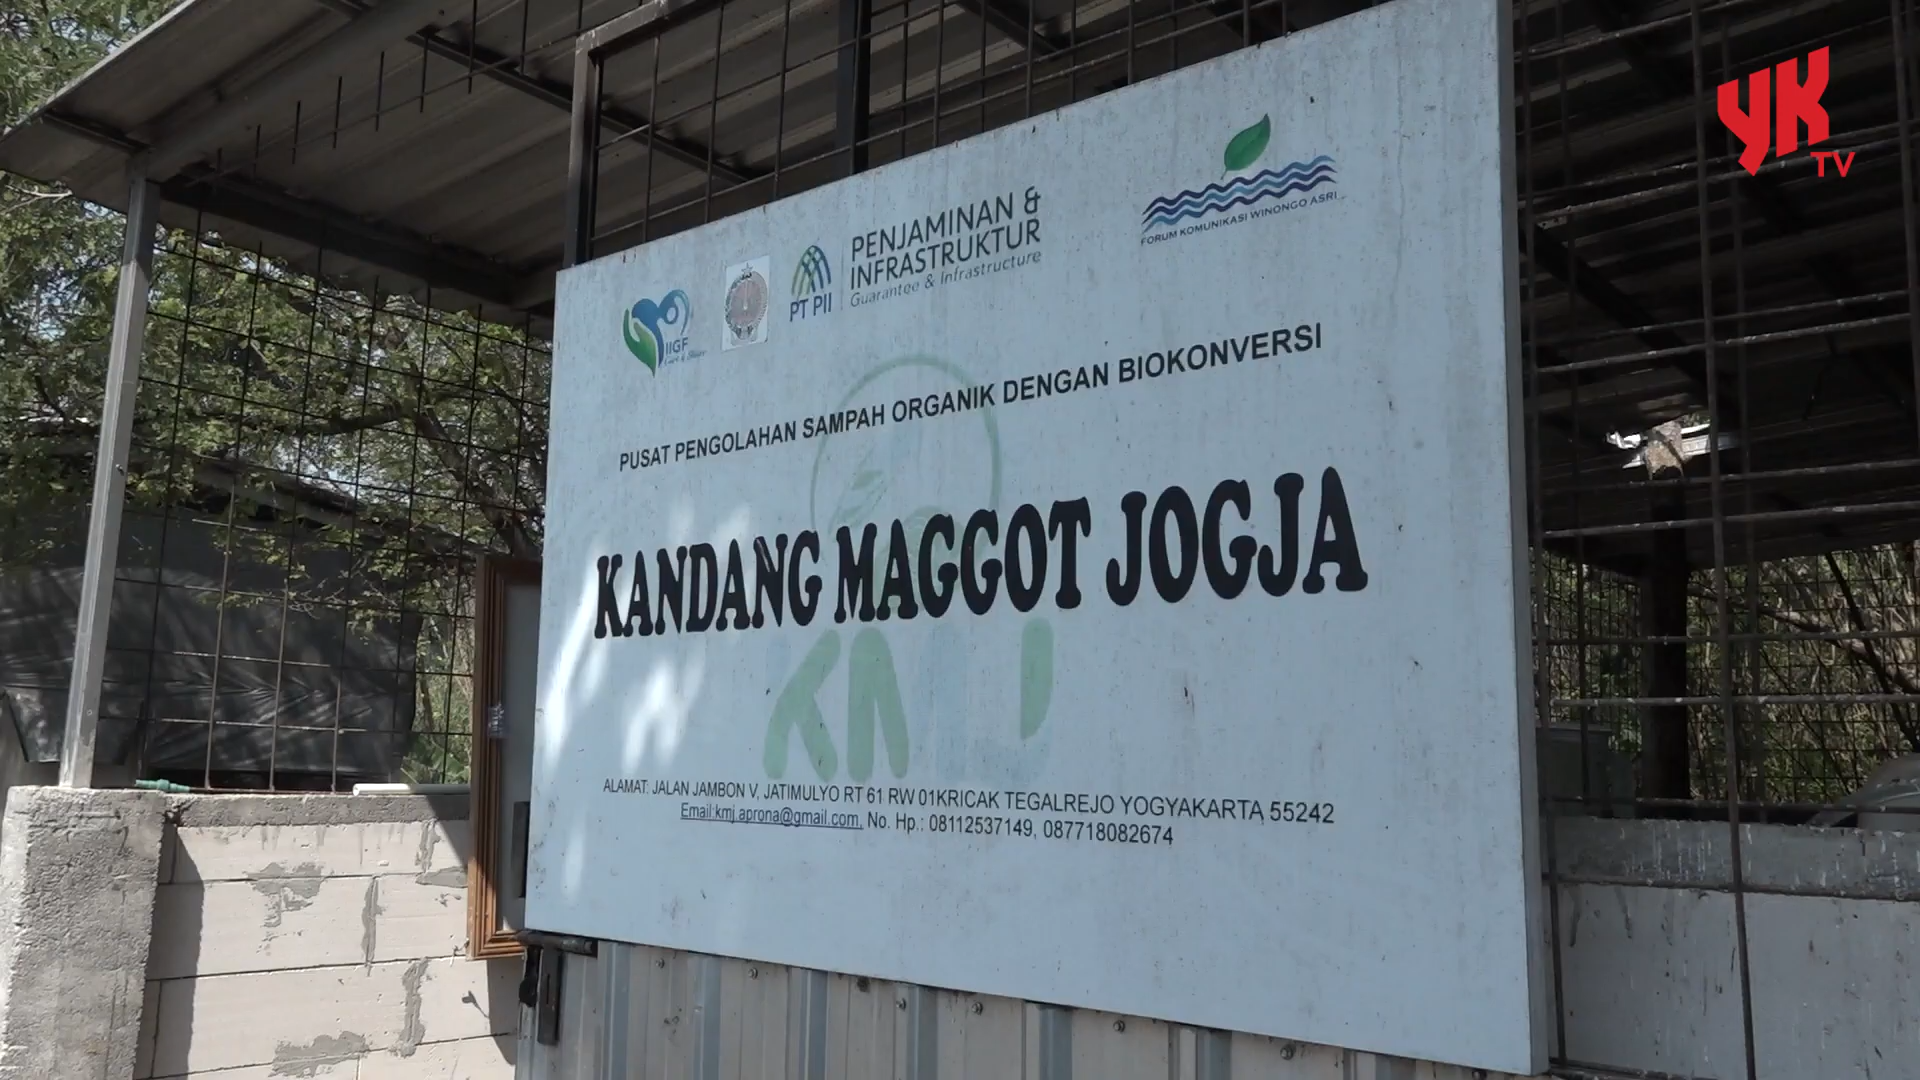 YK
TV
PENJAMINAN &
INFRASTRUKTUR
Guarantee & Infrastructure
PT PII
IIGF
FORUM KOMUNIKASI WINONGO ASRI
PUSAT PENGOLAHAN SAMPAH ORGANIK DENGAN BIOKONVERSI
KANDANG MAGGOT JOGJA
KMJ
ALAMAT: JALAN JAMBON V, JATIMULYO RT 61 RW 01KRICAK TEGALREJO YOGYAKARTA 55242
Email:kmj.aprona@gmail.com, No. Hp.: 08112537149, 087718082674